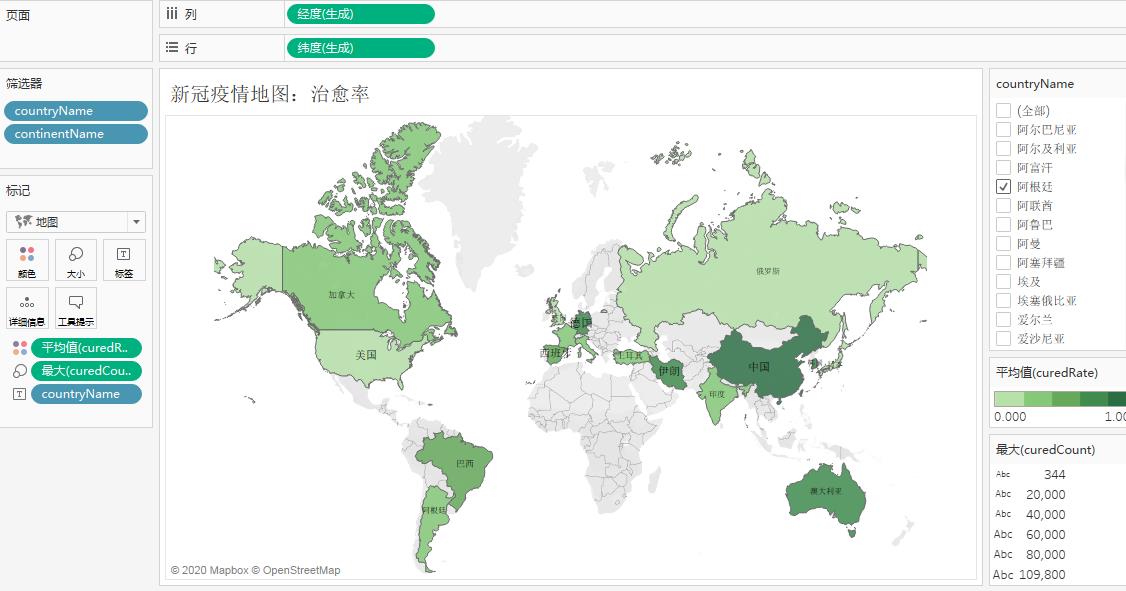 页面
列
经度(生成)
行
纬度(生成)
筛选器
countryName
continentName
标记
地图
颜色
大小
标签
详细信息
工具提示
平均值(curedR..
最大(curedCou..
countryName
新冠疫情地图：治愈率
加拿大
美国
巴西
阿根廷
俄罗斯
德国
西班牙
土耳其
伊朗
中国
印度
澳大利亚
© 2020 Mapbox © OpenStreetMap
countryName
(全部)
阿尔巴尼亚
阿尔及利亚
阿富汗
阿根廷
阿联酋
阿鲁巴
阿曼
阿塞拜疆
埃及
埃塞俄比亚
爱尔兰
爱沙尼亚
平均值(curedRate)
0.000
1.00
最大(curedCount)
Abc 344
Abc 20,000
Abc 40,000
Abc 60,000
Abc 80,000
Abc 109,800